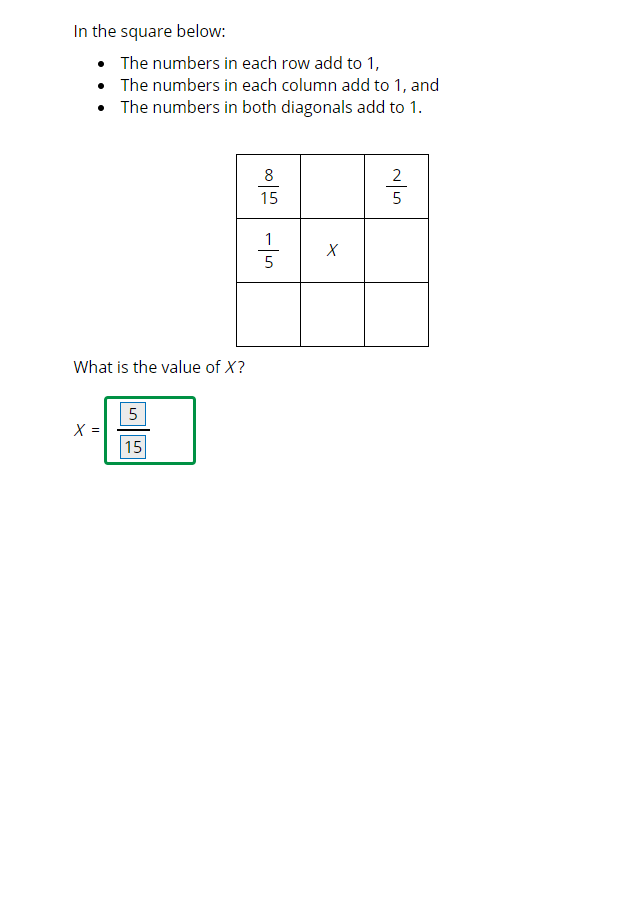 In the square below:
• The numbers in each row add to 1,
• The numbers in each column add to 1, and
• The numbers in both diagonals add to 1.
8 2
15 5
1
X
5
What is the value of X?
5
X =
15